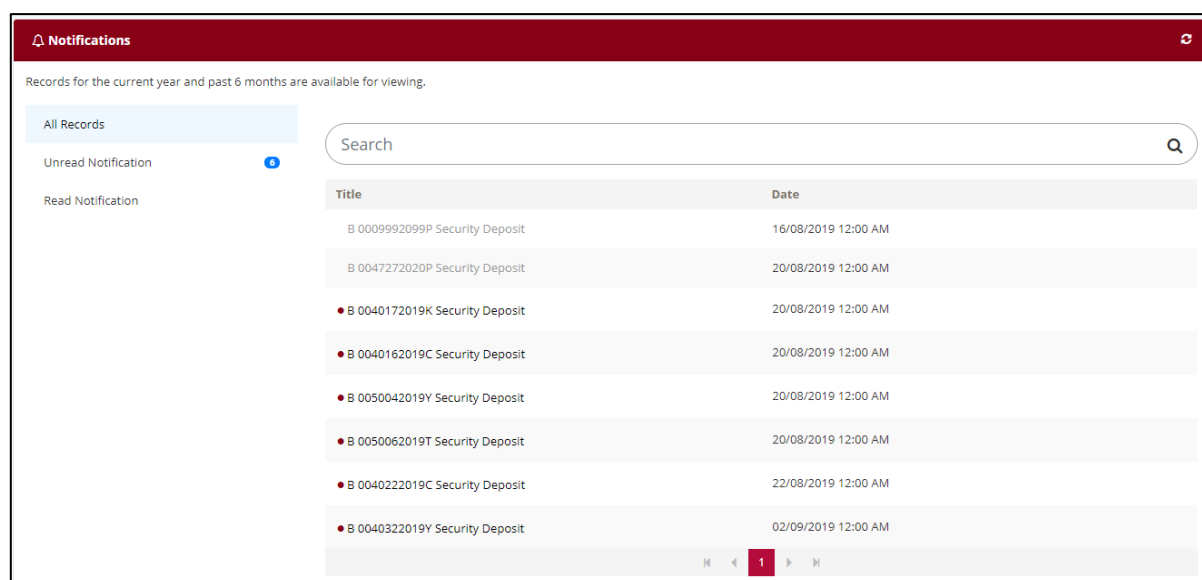 Notifications
Records for the current year and past 6 months are available for viewing.
All Records
Unread Notification 6
Read Notification
Search
Title Date
B 0009992099P Security Deposit 16/08/2019 12:00 AM
B 0047272020P Security Deposit 20/08/2019 12:00 AM
B 0040172019K Security Deposit 20/08/2019 12:00 AM
B 0040162019C Security Deposit 20/08/2019 12:00 AM
B 0050042019Y Security Deposit 20/08/2019 12:00 AM
B 0050062019T Security Deposit 20/08/2019 12:00 AM
B 0040222019C Security Deposit 22/08/2019 12:00 AM
B 0040322019Y Security Deposit 02/09/2019 12:00 AM
1